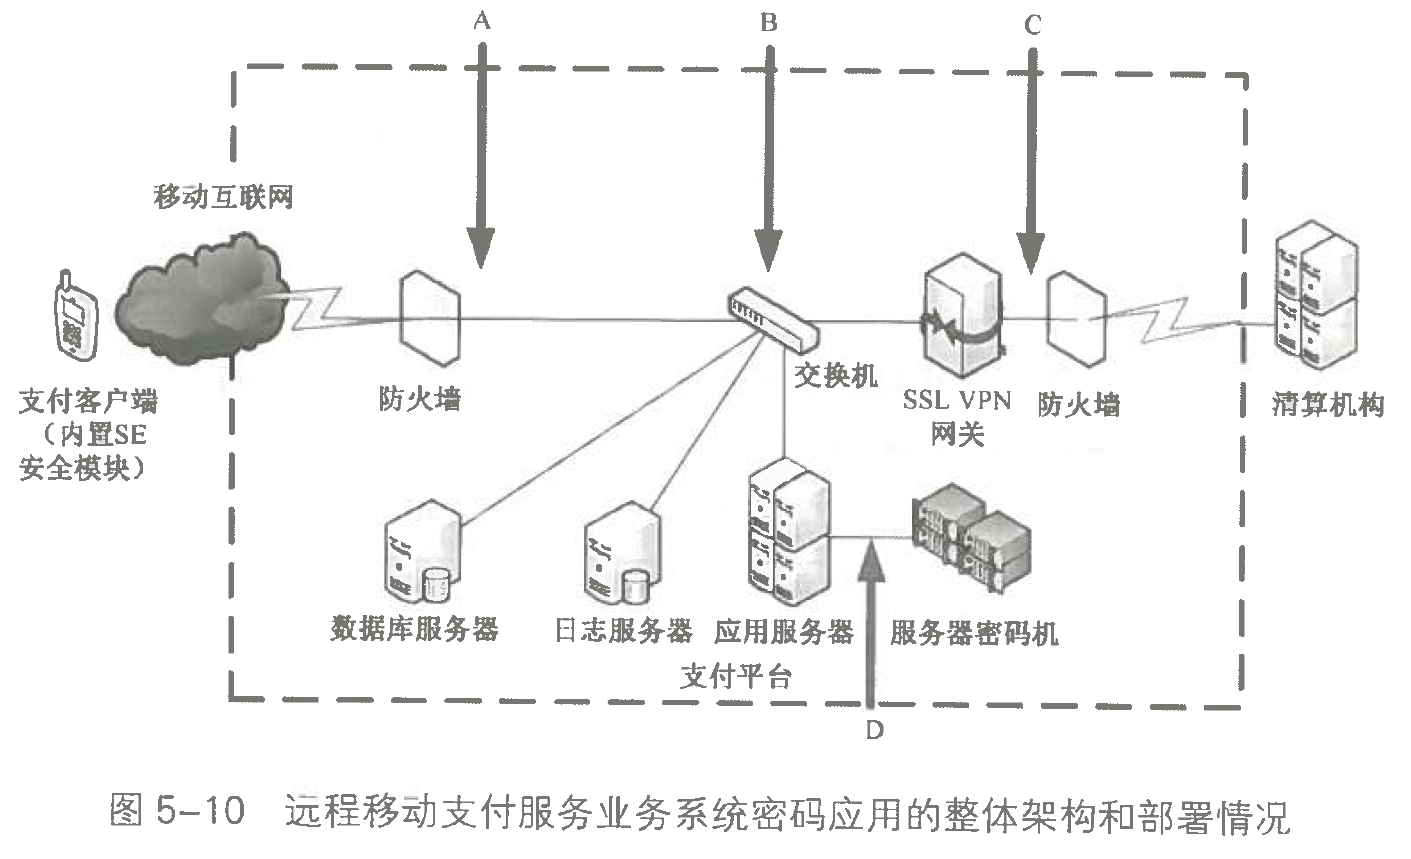 A
B
C
移动互联网
支付客户端
（内置SE
安全模块）
防火墙
交换机
SSL VPN
网关
防火墙
清算机构
数据库服务器
日志服务器
应用服务器
服务器密码机
支付平台
D
图 5-10 远程移动支付服务业务系统密码应用的整体架构和部署情况